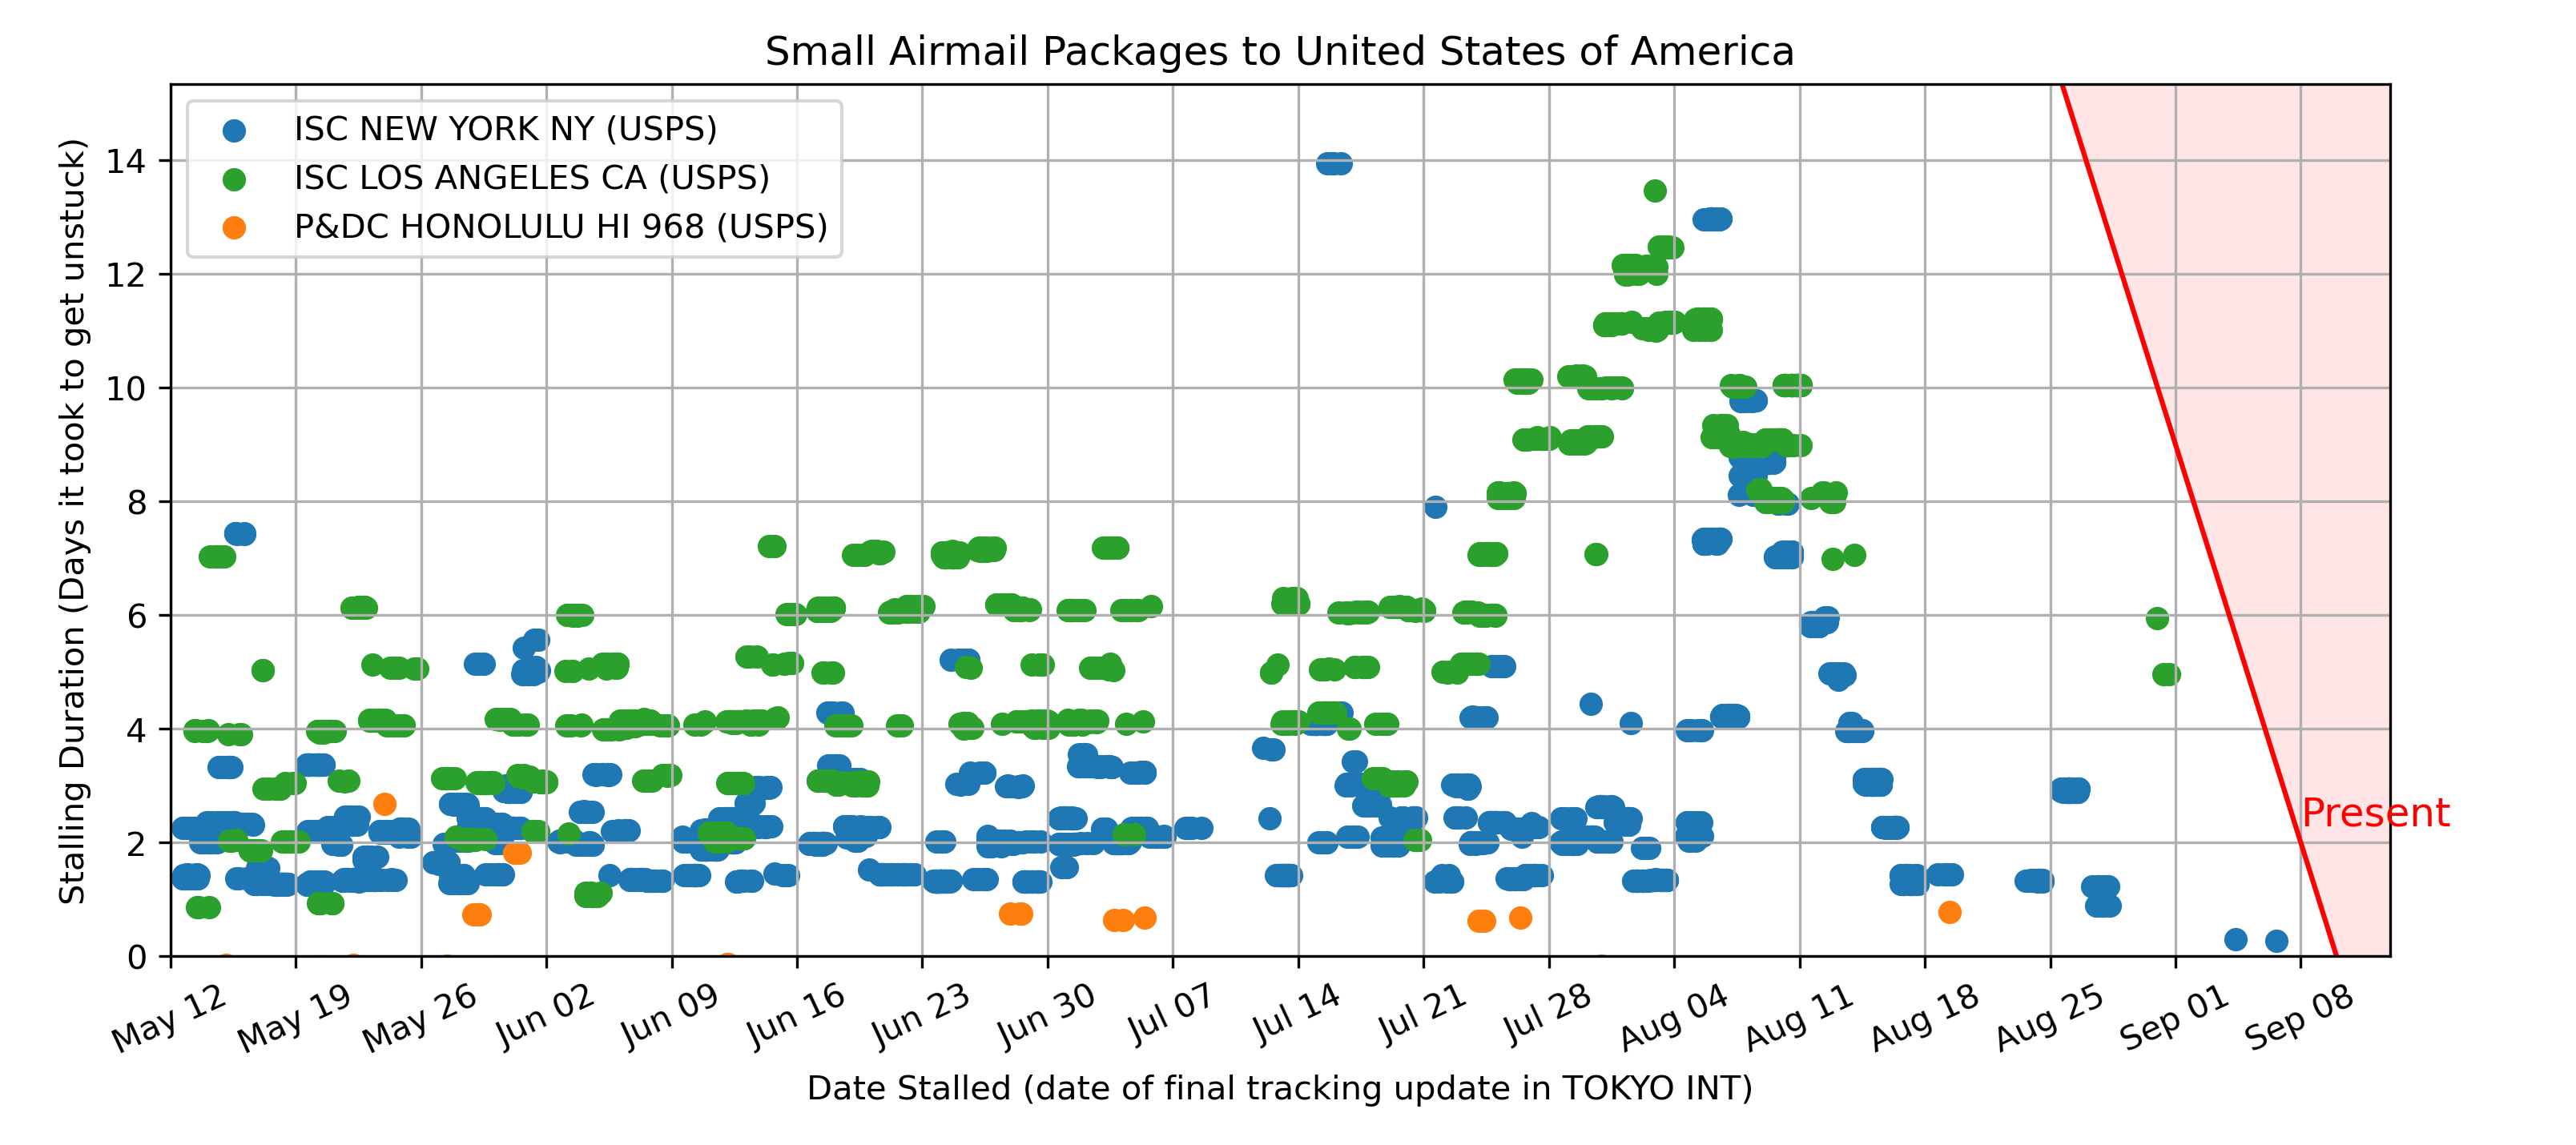 Small Airmail Packages to United States of America
ISC NEW YORK NY (USPS)
ISC LOS ANGELES CA (USPS)
P&DC HONOLULU HI 968 (USPS)
Stalling Duration (Days it took to get unstuck)
14
12
10
8
6
4
2
0
Present
May 12
May 19
May 26
Jun 02
Jun 09
Jun 16
Jun 23
Jun 30
Jul 07
Jul 14
Jul 21
Jul 28
Aug 04
Aug 11
Aug 18
Aug 25
Sep 01
Sep 08
Date Stalled (date of final tracking update in TOKYO INT)